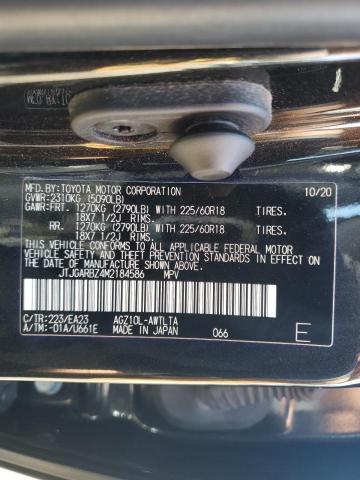 MFD.BY:TOYOTA MOTOR CORPORATION 10/20
GVWR:2310KG (5090LB)
GAWR:FRT. 1270KG (2790LB) WITH 225/60R18 TIRES.
18X7 1/2J RIMS.
RR. 1270KG (2790LB) WITH 225/60R18 TIRES.
18X7 1/2J RIMS.
THIS VEHICLE CONFORMS TO ALL APPLICABLE FEDERAL MOTOR
VEHICLE SAFETY AND BUMPER STANDARDS IN EFFECT ON THE DATE OF
MANUFACTURE SHOWN ABOVE.
JTJGARBZ4M2184586 MPV
C/TR:223/EA23 AGZ10L-AWTLTA
A/TM:-01A/U661E MADE IN JAPAN 066 E